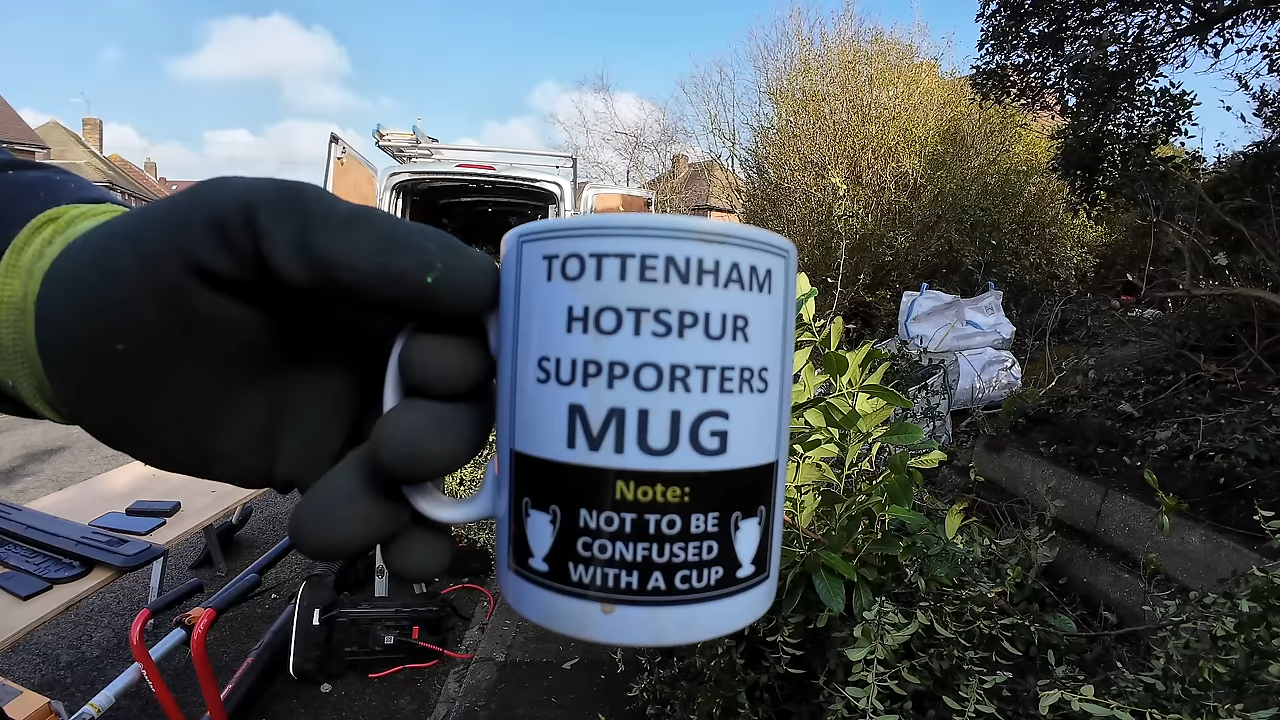 TOTTENHAM
HOTSPUR
SUPPORTERS
MUG
Note:
NOT TO BE
CONFUSED
WITH A CUP